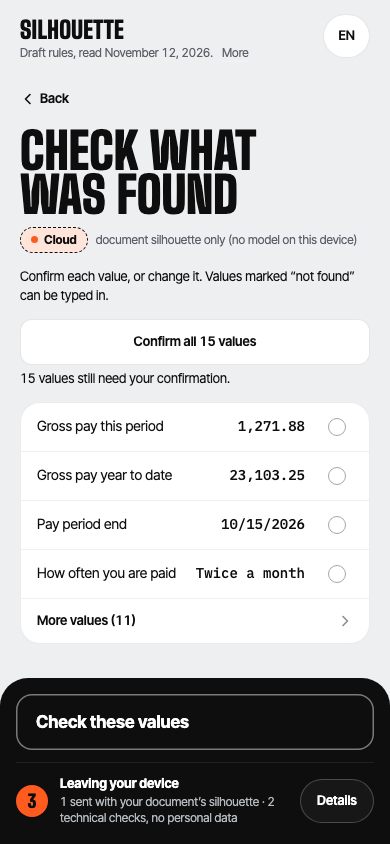 SILHOUETTE
Draft rules, read November 12, 2026. More
EN
Back
CHECK WHAT
WAS FOUND
Cloud document silhouette only (no model on this device)
Confirm each value, or change it. Values marked “not found”
can be typed in.
Confirm all 15 values
15 values still need your confirmation.
Gross pay this period 1,271.88
Gross pay year to date 23,103.25
Pay period end 10/15/2026
How often you are paid Twice a month
More values (11)
Check these values
3
Leaving your device
1 sent with your document’s silhouette · 2
technical checks, no personal data
Details